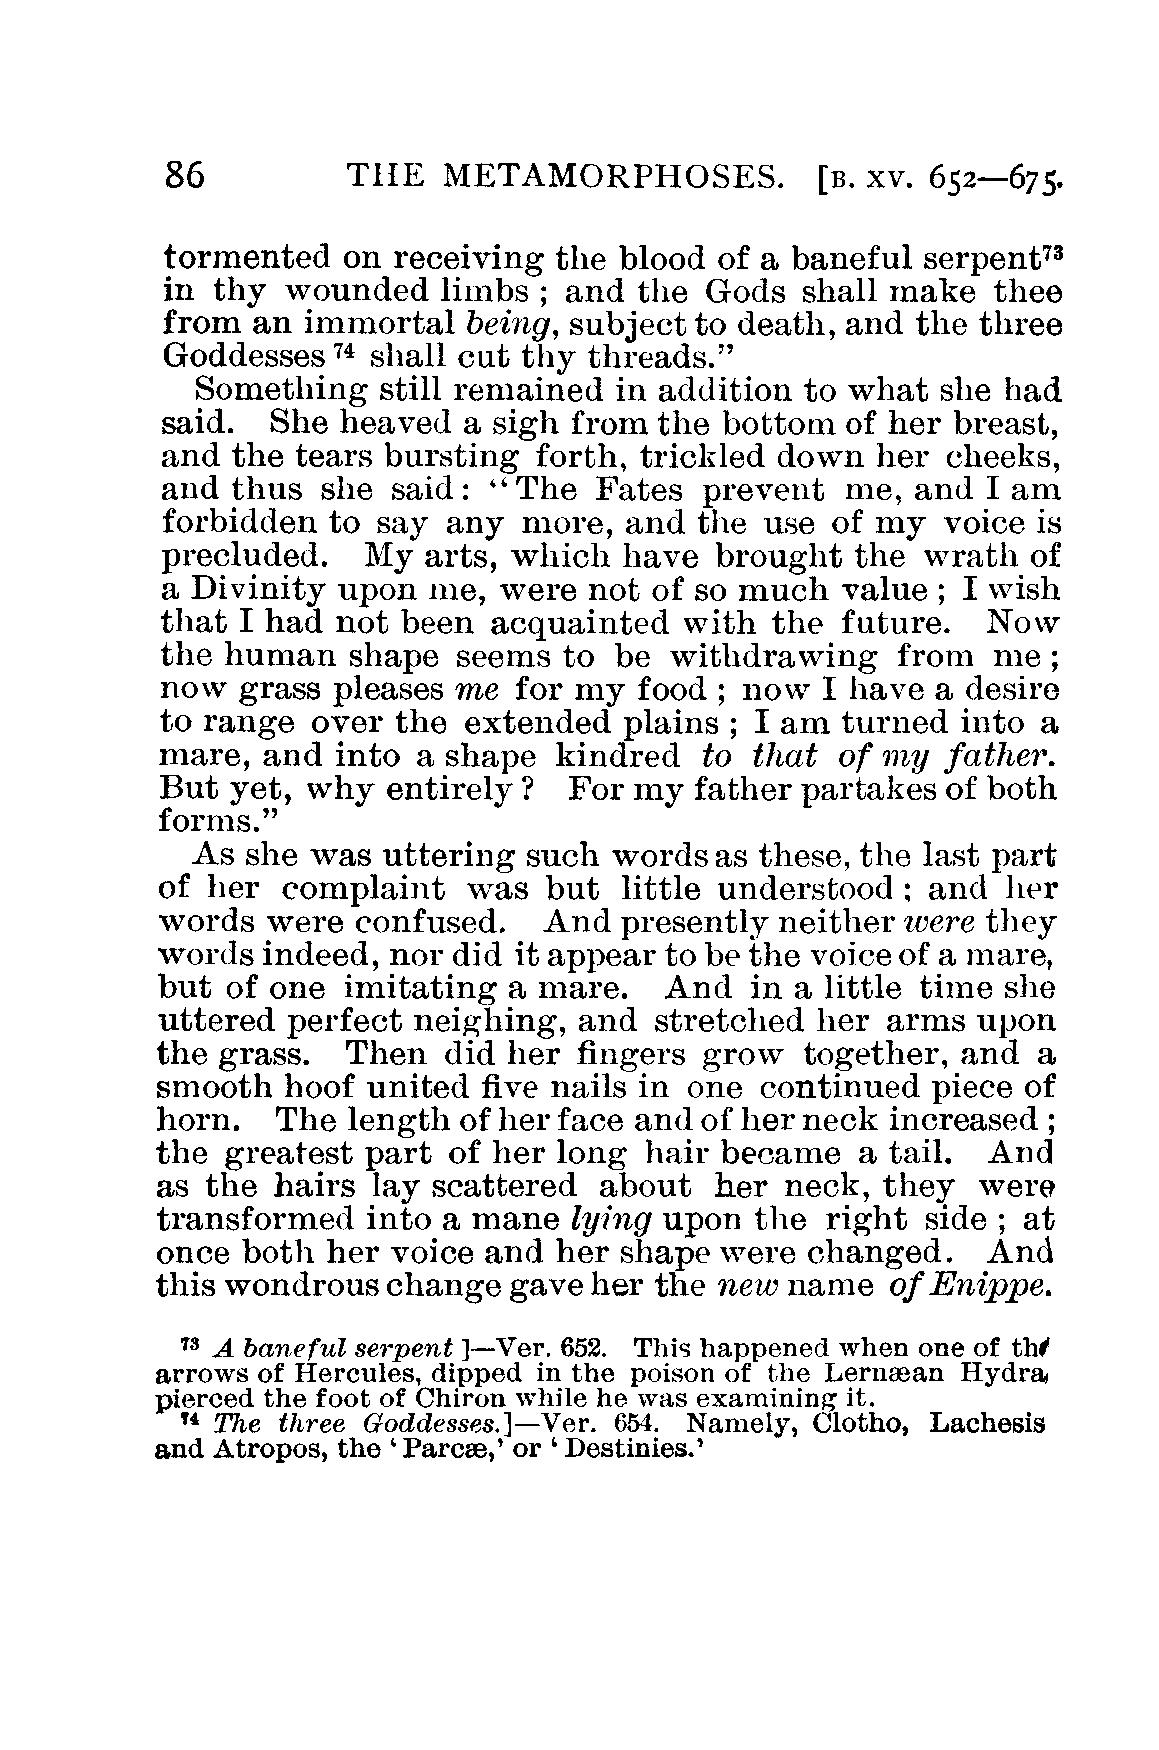 86 THE METAMORPHOSES. [B. XV. 652—675.
tormented on receiving the blood of a baneful serpent⁷³
in thy wounded limbs ; and the Gods shall make thee
from an immortal being, subject to death, and the three
Goddesses ⁷⁴ shall cut thy threads."
Something still remained in addition to what she had
said. She heaved a sigh from the bottom of her breast,
and the tears bursting forth, trickled down her cheeks,
and thus she said: "The Fates prevent me, and I am
forbidden to say any more, and the use of my voice is
precluded. My arts, which have brought the wrath of
a Divinity upon me, were not of so much value ; I wish
that I had not been acquainted with the future. Now
the human shape seems to be withdrawing from me ;
now grass pleases me for my food ; now I have a desire
to range over the extended plains ; I am turned into a
mare, and into a shape kindred to that of my father.
But yet, why entirely ? For my father partakes of both
forms."
As she was uttering such words as these, the last part
of her complaint was but little understood ; and her
words were confused. And presently neither were they
words indeed, nor did it appear to be the voice of a mare,
but of one imitating a mare. And in a little time she
uttered perfect neighing, and stretched her arms upon
the grass. Then did her fingers grow together, and a
smooth hoof united five nails in one continued piece of
horn. The length of her face and of her neck increased ;
the greatest part of her long hair became a tail. And
as the hairs lay scattered about her neck, they were
transformed into a mane lying upon the right side ; at
once both her voice and her shape were changed. And
this wondrous change gave her the new name of Enippe.
⁷³ A baneful serpent ]—Ver. 652. This happened when one of the
arrows of Hercules, dipped in the poison of the Lernæan Hydra,
pierced the foot of Chiron while he was examining it.
⁷⁴ The three Goddesses.]—Ver. 654. Namely, Clotho, Lachesis
and Atropos, the 'Parcæ,' or 'Destinies.'